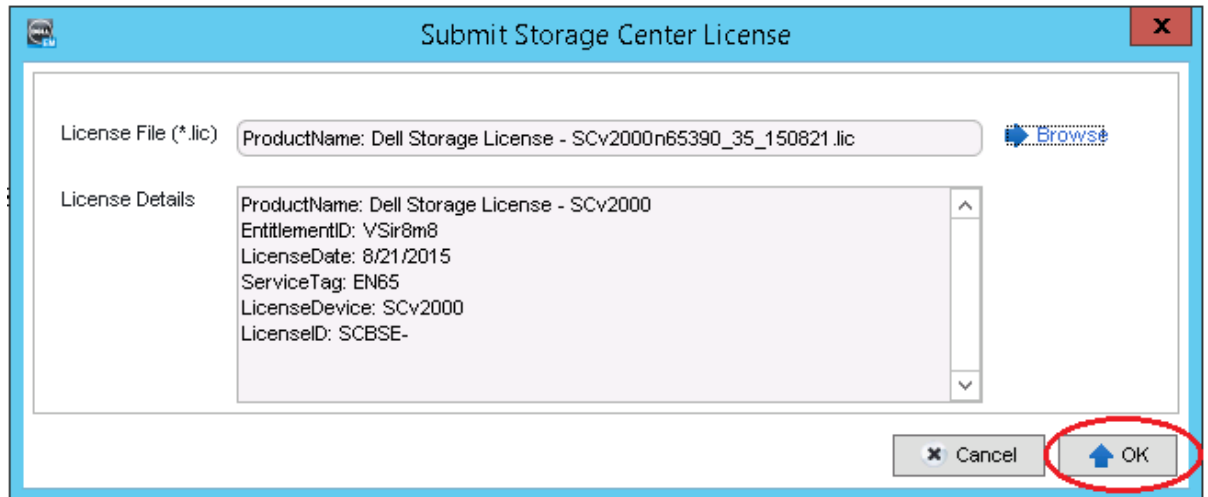 Submit Storage Center License
x
License File (*.lic)
ProductName: Dell Storage License - SCv2000n65390_35_150821.lic
Browse
License Details
ProductName: Dell Storage License - SCv2000
EntitlementID: VSir8m8
LicenseDate: 8/21/2015
ServiceTag: EN65
LicenseDevice: SCv2000
LicenseID: SCBSE-
Cancel
OK